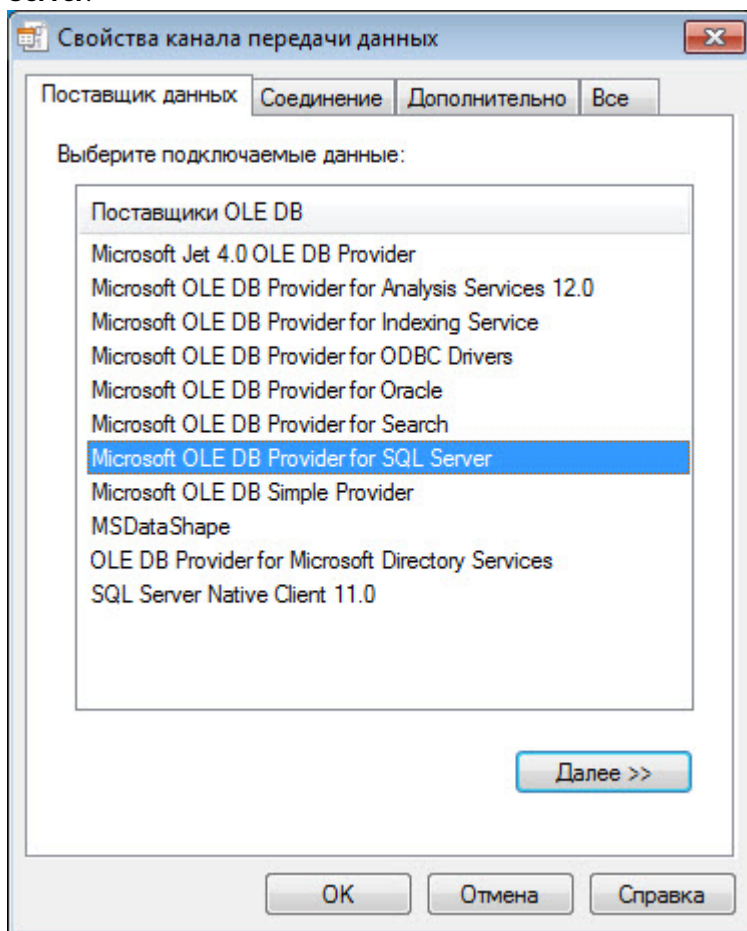 Свойства канала передачи данных
Поставщик данных Соединение Дополнительно Все
Выберите подключаемые данные:
Поставщики OLE DB
Microsoft Jet 4.0 OLE DB Provider
Microsoft OLE DB Provider for Analysis Services 12.0
Microsoft OLE DB Provider for Indexing Service
Microsoft OLE DB Provider for ODBC Drivers
Microsoft OLE DB Provider for Oracle
Microsoft OLE DB Provider for Search
Microsoft OLE DB Provider for SQL Server
Microsoft OLE DB Simple Provider
MSDataShape
OLE DB Provider for Microsoft Directory Services
SQL Server Native Client 11.0
Далее >>
OK Отмена Справка